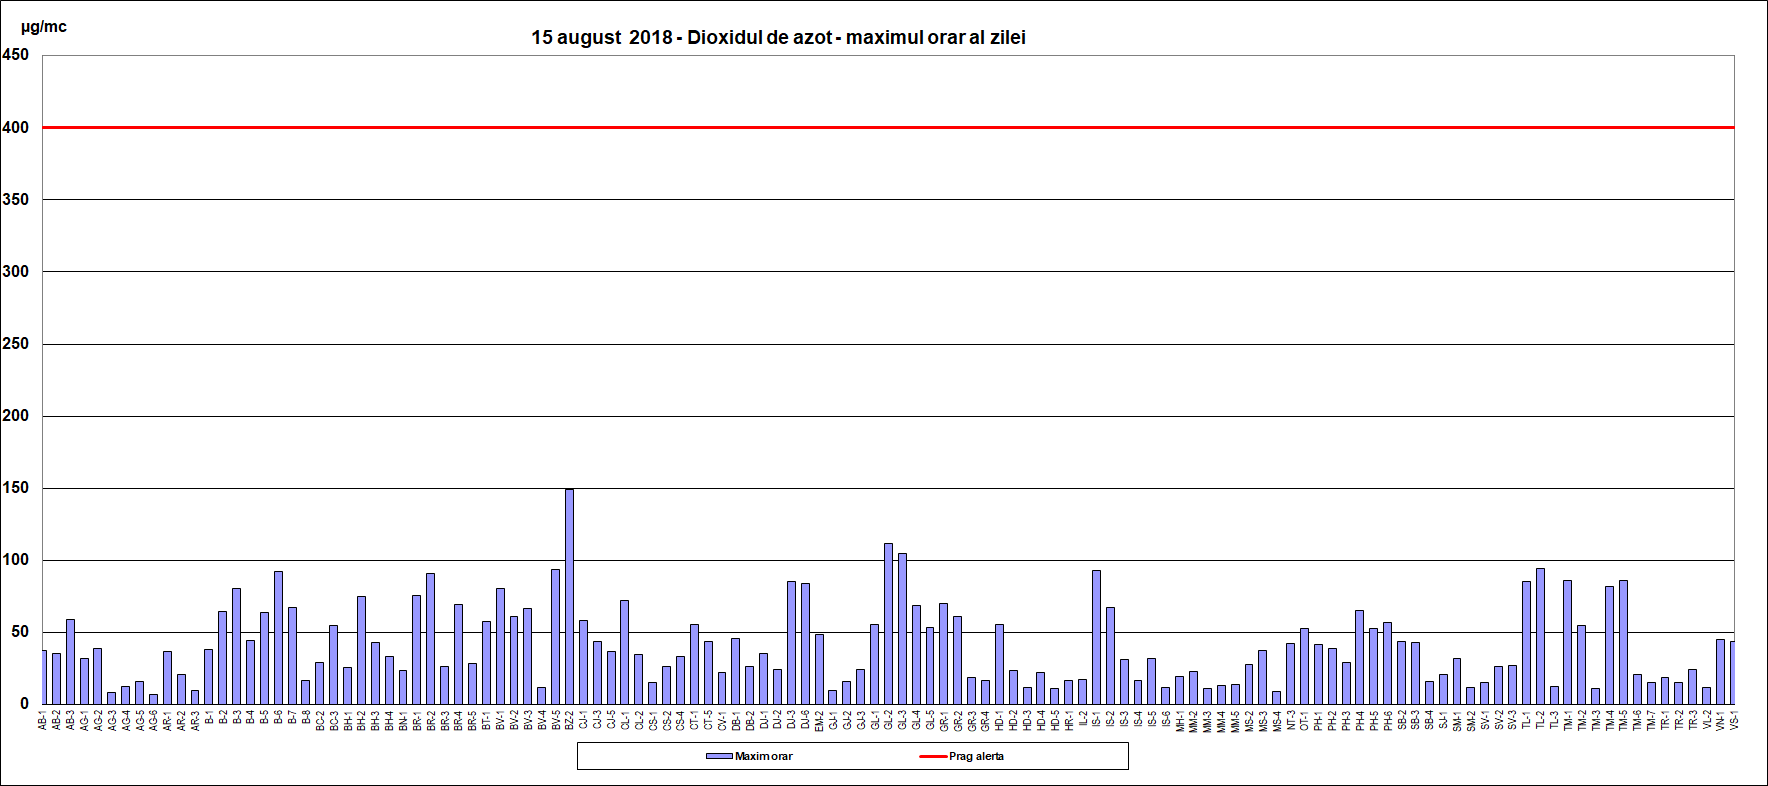 µg/mc
15 august 2018 - Dioxidul de azot - maximul orar al zilei
450
400
350
300
250
200
150
100
50
0
AB-1 AB-2 AB-3 AG-1 AG-2 AG-3 AG-4 AG-5 AG-6 AR-1 AR-2 AR-3 B-1 B-2 B-3 B-4 B-5 B-6 B-7 B-8 BC-2 BC-3 BH-1 BH-2 BH-3 BH-4 BN-1 BR-1 BR-2 BR-3 BR-4 BR-5 BT-1 BV-1 BV-2 BV-3 BV-4 BV-5 BZ-2 CJ-1 CJ-3 CJ-5 CL-1 CL-2 CS-1 CS-2 CS-4 CT-1 CT-5 CV-1 DB-1 DB-2 DJ-1 DJ-2 DJ-3 DJ-6 EM-2 GJ-1 GJ-2 GJ-3 GL-1 GL-2 GL-3 GL-4 GL-5 GR-1 GR-2 GR-3 GR-4 HD-1 HD-2 HD-3 HD-4 HD-5 HR-1 IL-2 IS-1 IS-2 IS-3 IS-4 IS-5 IS-6 MH-1 MM-2 MM-3 MM-4 MM-5 MS-2 MS-3 MS-4 NT-3 OT-1 PH-1 PH-2 PH-3 PH-4 PH-5 PH-6 SB-2 SB-3 SB-4 SJ-1 SM-1 SM-2 SV-1 SV-2 SV-3 TL-1 TL-2 TL-3 TM-1 TM-2 TM-3 TM-4 TM-5 TM-6 TM-7 TR-1 TR-2 TR-3 VL-2 VN-1 VS-1
Maxim orar Prag alerta